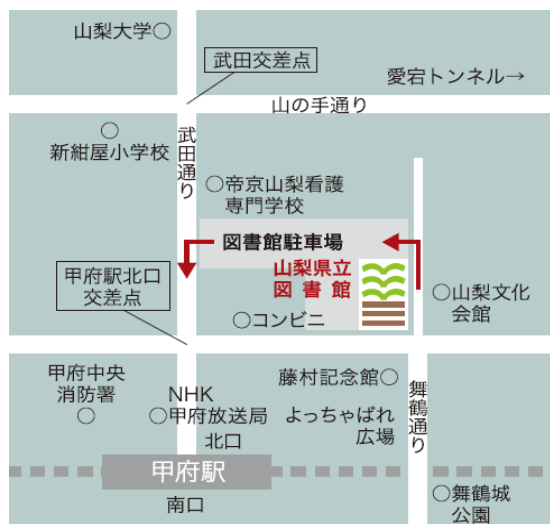 山梨大学○
武田交差点
愛宕トンネル→
山の手通り
○
新紺屋小学校
武田通り
○帝京山梨看護
専門学校
図書館駐車場
山梨県立
図書館
甲府駅北口
交差点
○コンビニ
○山梨文化
会館
甲府中央
消防署
○
NHK
○甲府放送局
北口
藤村記念館○
よっちゃばれ
広場
舞鶴通り
甲府駅
南口
○舞鶴城
公園